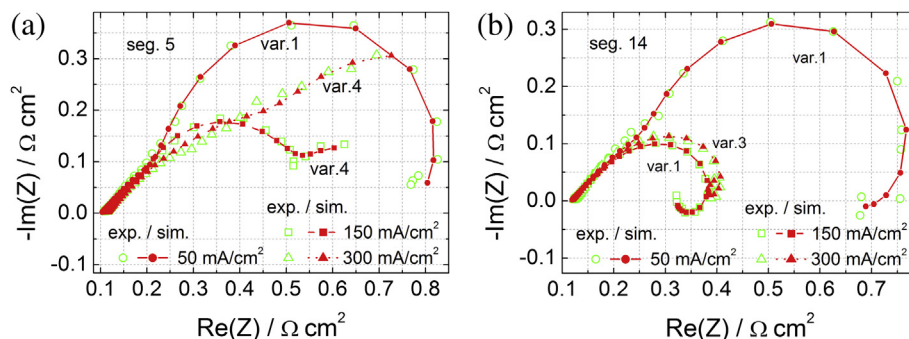 (a)
seg. 5
var.1
var.4
var.4
exp. / sim.
exp. / sim.
150 mA/cm²
50 mA/cm²
300 mA/cm²
0.3
0.2
0.1
0.0
-0.1
-Im(Z) / Ω cm²
0.1 0.2 0.3 0.4 0.5 0.6 0.7 0.8
Re(Z) / Ω cm²
(b)
seg. 14
var.1
var.3
var.1
exp. / sim.
exp. / sim.
150 mA/cm²
50 mA/cm²
300 mA/cm²
0.3
0.2
0.1
0.0
-0.1
-Im(Z) / Ω cm²
0.1 0.2 0.3 0.4 0.5 0.6 0.7
Re(Z) / Ω cm²